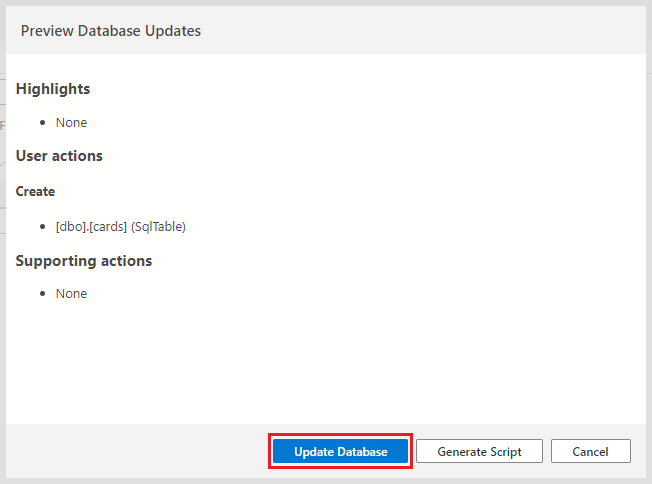 Preview Database Updates
Highlights
None
User actions
Create
[dbo].[cards] (SqlTable)
Supporting actions
None
Update Database
Generate Script
Cancel